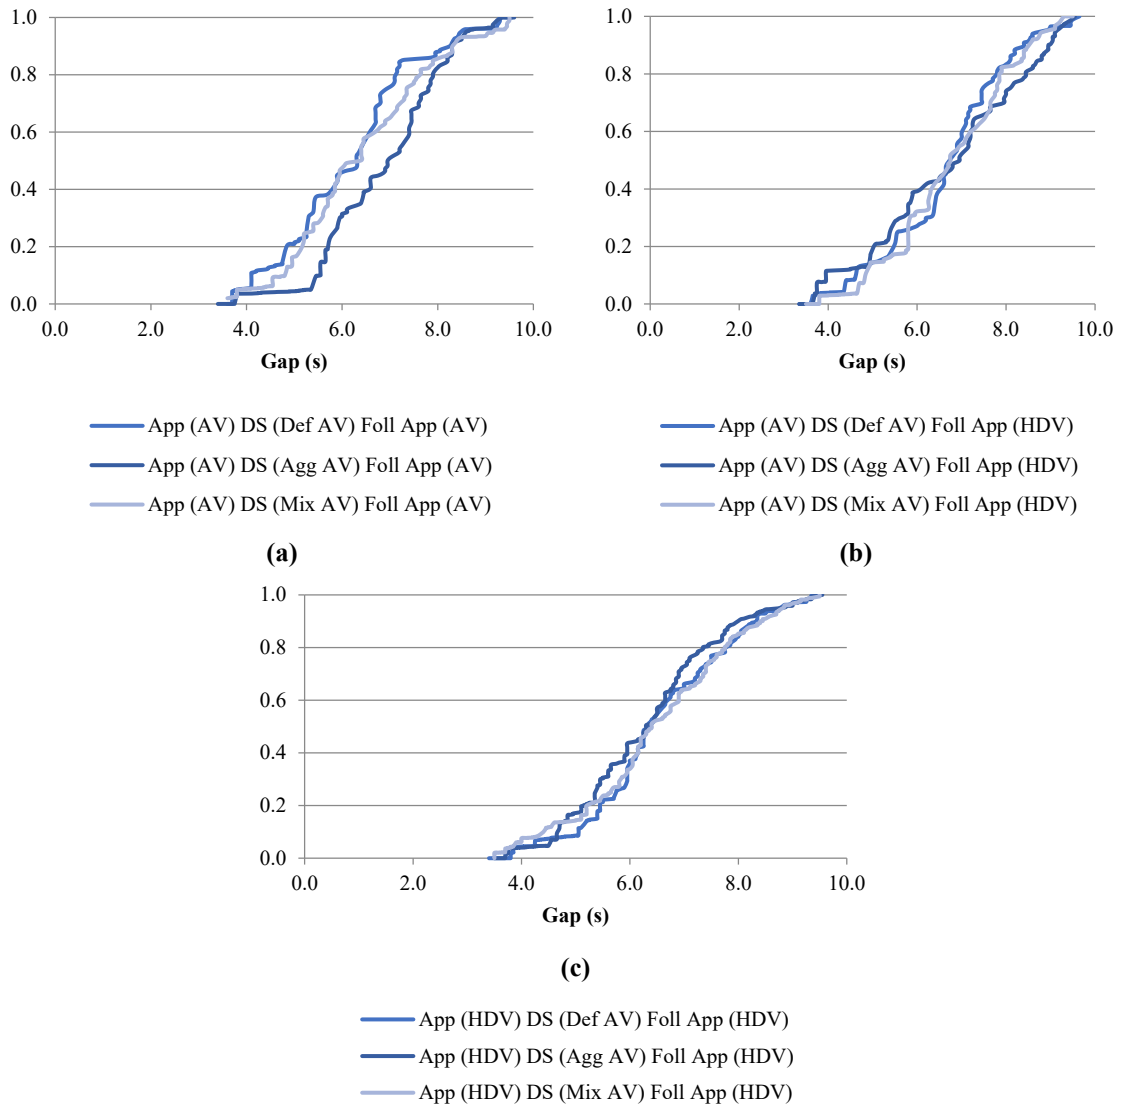 1.0
0.8
0.6
0.4
0.2
0.0
0.0 2.0 4.0 6.0 8.0 10.0
Gap (s)
App (AV) DS (Def AV) Foll App (AV)
App (AV) DS (Agg AV) Foll App (AV)
App (AV) DS (Mix AV) Foll App (AV)
(a)
1.0
0.8
0.6
0.4
0.2
0.0
0.0 2.0 4.0 6.0 8.0 10.0
Gap (s)
App (AV) DS (Def AV) Foll App (HDV)
App (AV) DS (Agg AV) Foll App (HDV)
App (AV) DS (Mix AV) Foll App (HDV)
(b)
1.0
0.8
0.6
0.4
0.2
0.0
0.0 2.0 4.0 6.0 8.0 10.0
Gap (s)
(c)
App (HDV) DS (Def AV) Foll App (HDV)
App (HDV) DS (Agg AV) Foll App (HDV)
App (HDV) DS (Mix AV) Foll App (HDV)